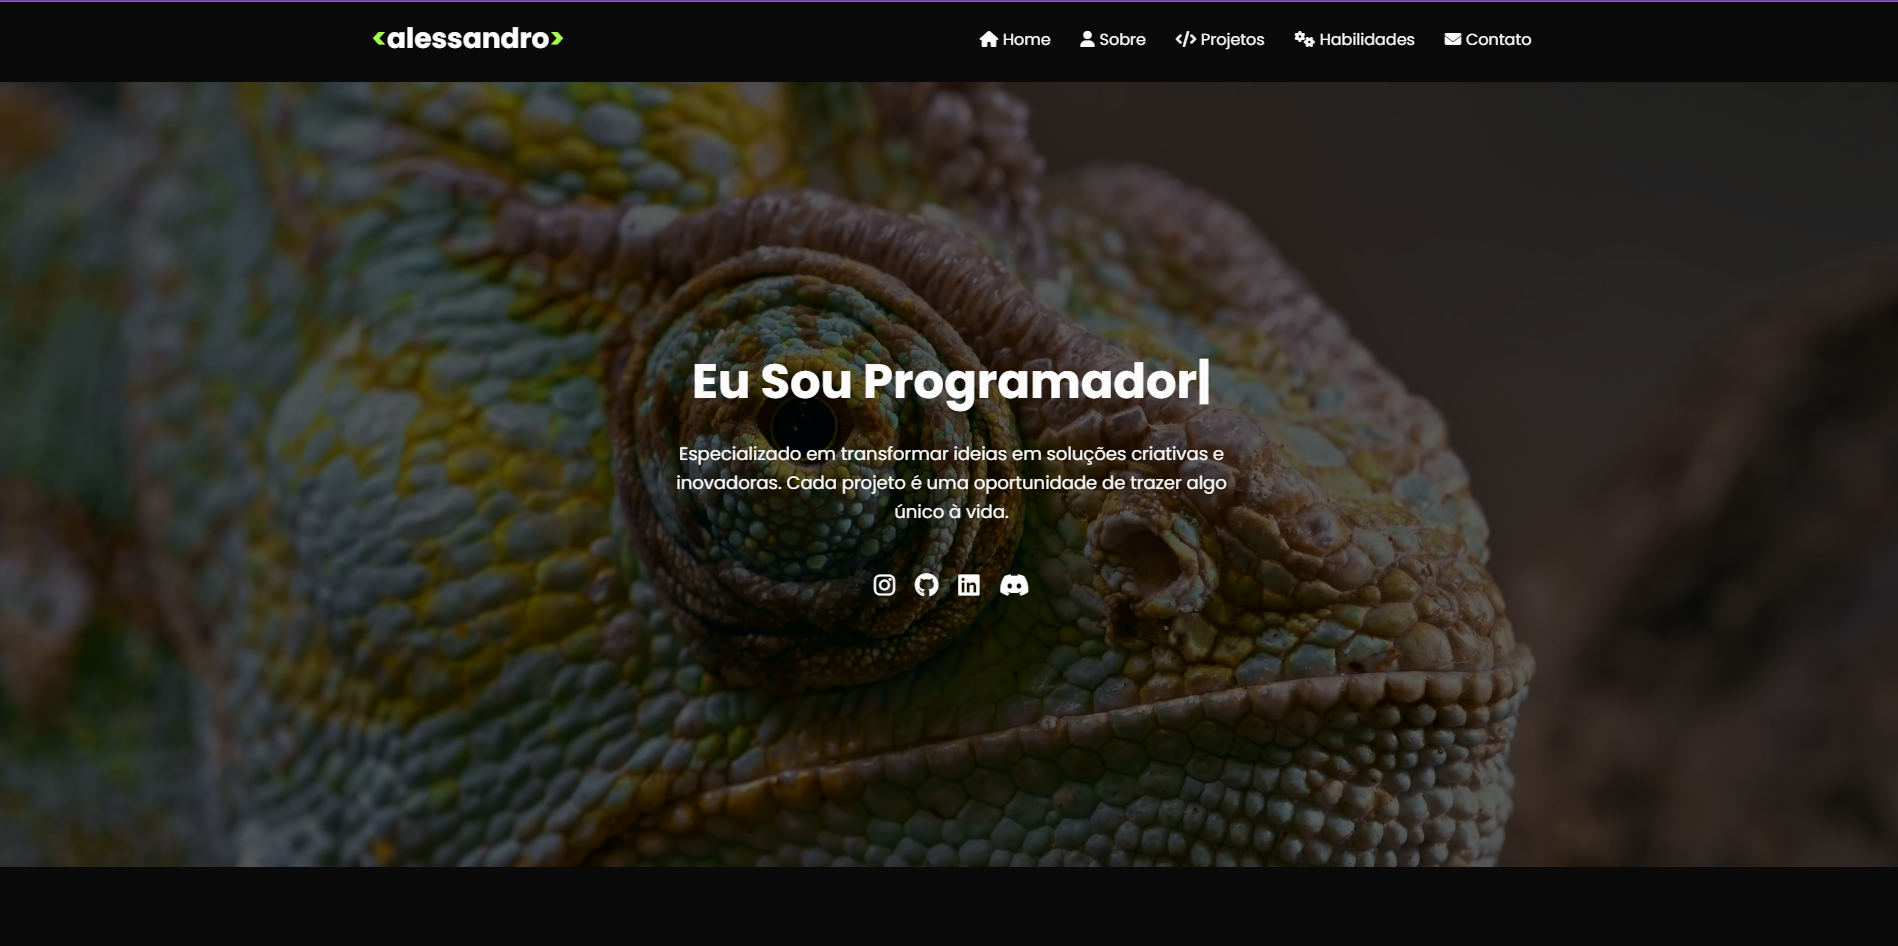 <alessandro>
Home Sobre Projetos Habilidades Contato
Eu Sou Programador|
Especializado em transformar ideias em soluções criativas e
inovadoras. Cada projeto é uma oportunidade de trazer algo
único à vida.